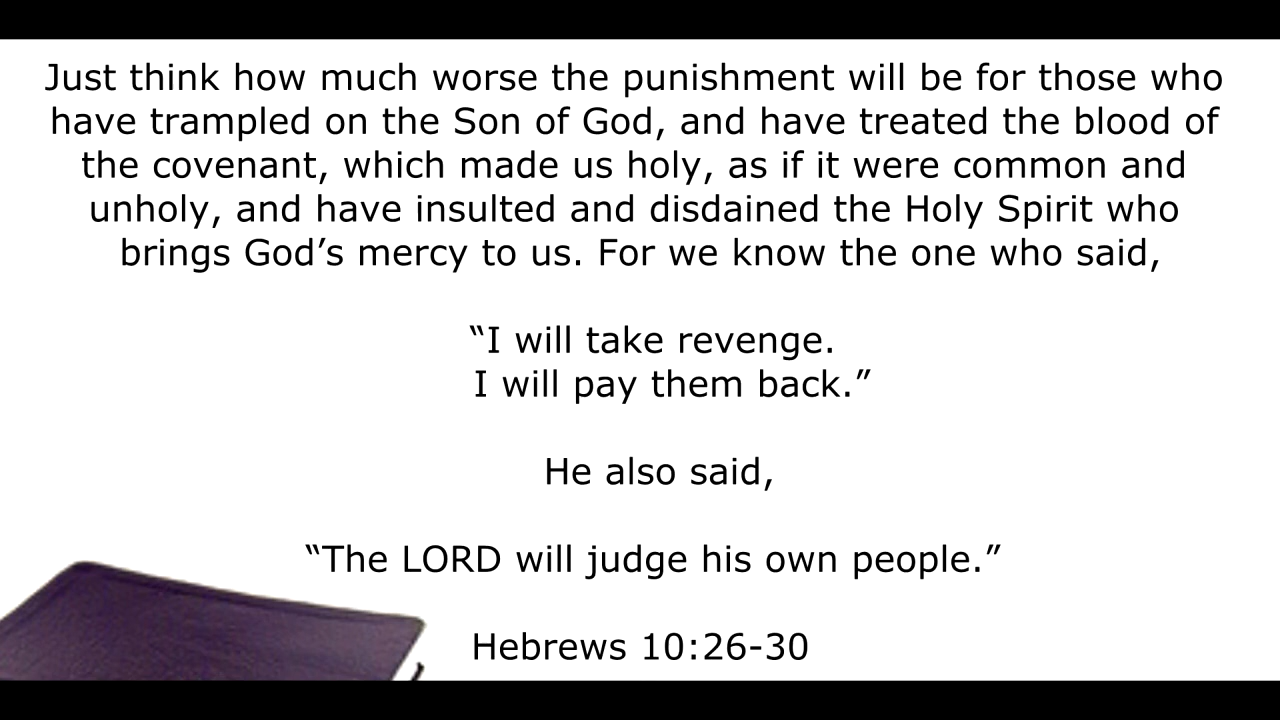 Just think how much worse the punishment will be for those who
have trampled on the Son of God, and have treated the blood of
the covenant, which made us holy, as if it were common and
unholy, and have insulted and disdained the Holy Spirit who
brings God’s mercy to us. For we know the one who said,
“I will take revenge.
I will pay them back.”
He also said,
“The LORD will judge his own people.”
Hebrews 10:26-30